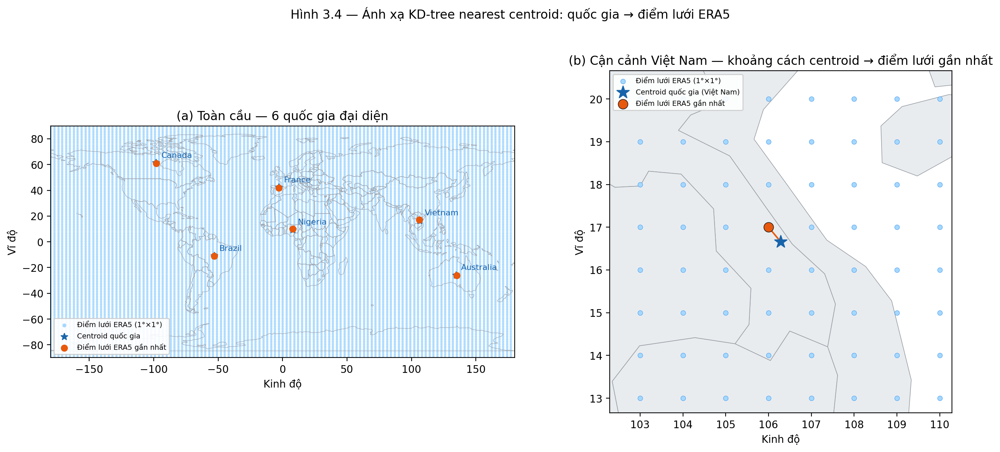 Hình 3.4 — Ánh xạ KD-tree nearest centroid: quốc gia → điểm lưới ERA5
(a) Toàn cầu — 6 quốc gia đại diện
80
60
40
20
0
−20
−40
−60
−80
Vĩ độ
Canada
France
Vietnam
Nigeria
Brazil
Australia
Điểm lưới ERA5 (1°×1°)
Centroid quốc gia
Điểm lưới ERA5 gần nhất
−150 −100 −50 0 50 100 150
Kinh độ
(b) Cận cảnh Việt Nam — khoảng cách centroid → điểm lưới gần nhất
Điểm lưới ERA5 (1°×1°)
Centroid quốc gia (Việt Nam)
Điểm lưới ERA5 gần nhất
20
19
18
17
16
15
14
13
Vĩ độ
103 104 105 106 107 108 109 110
Kinh độ